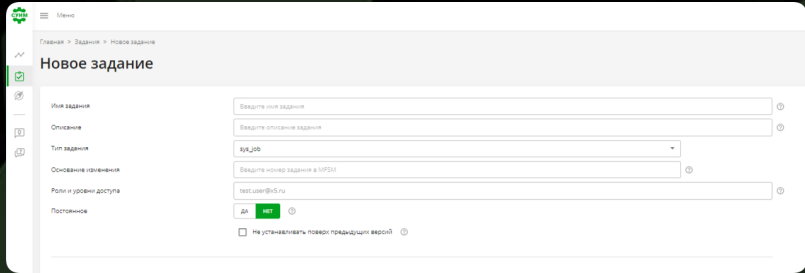 СУИМ
Меню
Главная > Задания > Новое задание
Новое задание
Имя задания
Введите имя задания
Описание
Введите описание задания
Тип задания
sys_job
Основание изменения
Введите номер задания в МРІМ
Роли и уровни доступа
test.user@x5.ru
Постоянное
ДА
НЕТ
Не устанавливать поверх предыдущих версий